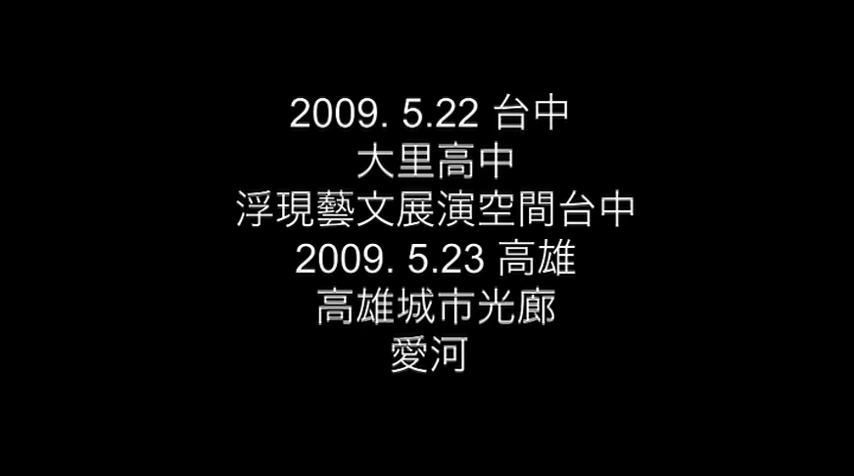 2009. 5.22 台中
大里高中
浮現藝文展演空間台中
2009. 5.23 高雄
高雄城市光廊
愛河